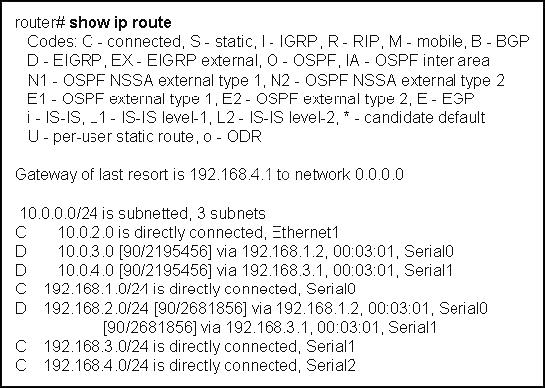 router# show ip route
Codes: C - connected, S - static, I - IGRP, R - RIP, M - mobile, B - BGP
D - EIGRP, EX - EIGRP external, O - OSPF, IA - OSPF inter area
N1 - OSPF NSSA external type 1, N2 - OSPF NSSA external type 2
E1 - OSPF external type 1, E2 - OSPF external type 2, E - EGP
i - IS-IS, L1 - IS-IS level-1, L2 - IS-IS level-2, * - candidate default
U - per-user static route, o - ODR
Gateway of last resort is 192.168.4.1 to network 0.0.0.0
10.0.0.0/24 is subnetted, 3 subnets
C 10.0.2.0 is directly connected, Ethernet1
D 10.0.3.0 [90/2195456] via 192.168.1.2, 00:03:01, Serial0
D 10.0.4.0 [90/2195456] via 192.168.3.1, 00:03:01, Serial1
C 192.168.1.0/24 is directly connected, Serial0
D 192.168.2.0/24 [90/2681856] via 192.168.1.2, 00:03:01, Serial0
[90/2681856] via 192.168.3.1, 00:03:01, Serial1
C 192.168.3.0/24 is directly connected, Serial1
C 192.168.4.0/24 is directly connected, Serial2